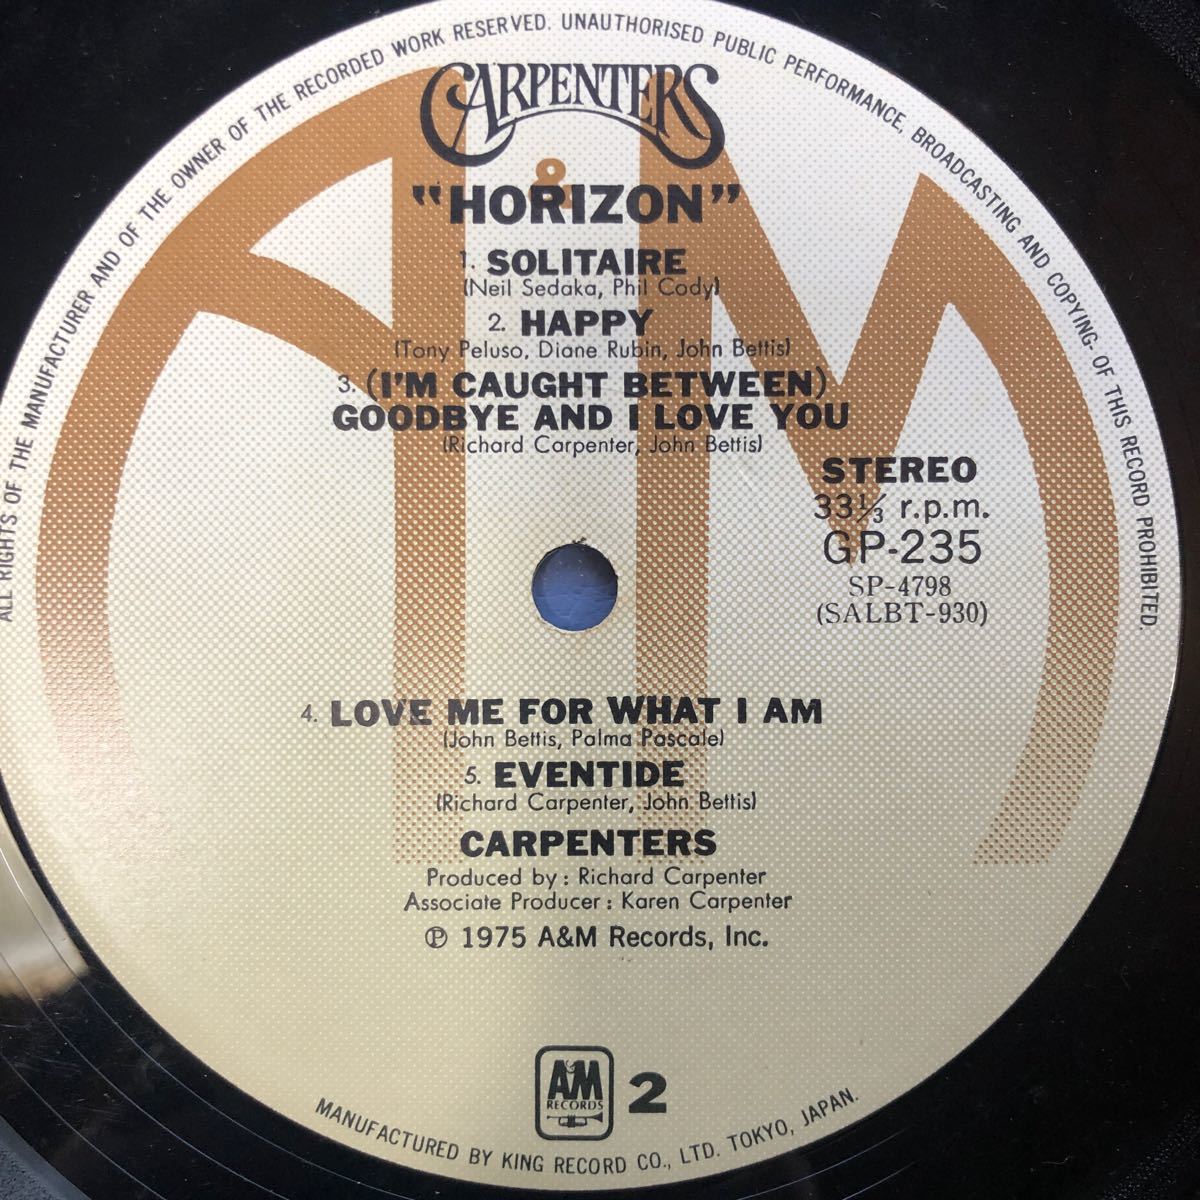 ALL RIGHTS OF THE MANUFACTURER AND OF THE OWNER OF THE RECORDED WORK RESERVED. UNAUTHORISED PUBLIC PERFORMANCE, BROADCASTING AND COPYING- OF THIS RECORD PROHIBITED.
CARPENTERS
&
"HORIZON"
1. SOLITAIRE
(Neil Sedaka, Phil Cody)
2. HAPPY
(Tony Peluso, Diane Rubin, John Bettis)
3. (I'M CAUGHT BETWEEN)
GOODBYE AND I LOVE YOU
(Richard Carpenter, John Bettis)
STEREO
33⅓ r.p.m.
GP-235
SP-4798
(SALBT-930)
4. LOVE ME FOR WHAT I AM
(John Bettis, Palma Pascale)
5. EVENTIDE
(Richard Carpenter, John Bettis)
CARPENTERS
Produced by : Richard Carpenter
Associate Producer : Karen Carpenter
℗ 1975 A&M Records, Inc.
A&M
RECORDS
2
MANUFACTURED BY KING RECORD CO., LTD. TOKYO, JAPAN.